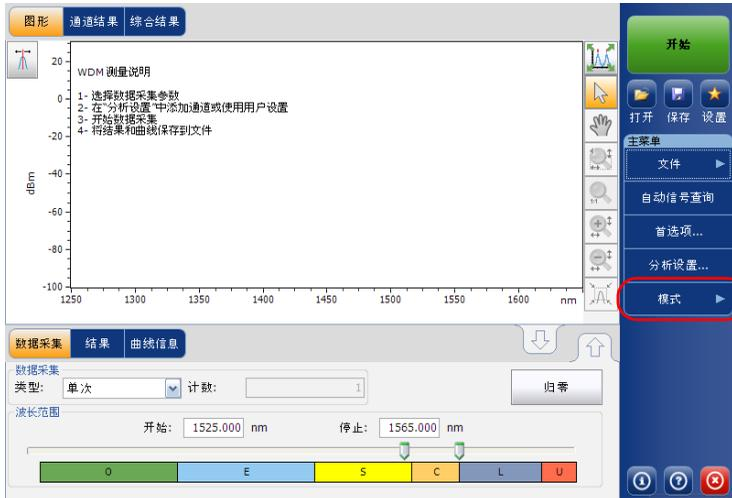 图形 通道结果 综合结果
WDM 测量说明
1- 选择数据采集参数
2- 在"分析设置"中添加通道或使用用户设置
3- 开始数据采集
4- 将结果和曲线保存到文件
20
0
-20
-40
-60
-80
-100
dBm
1250 1300 1350 1400 1450 1500 1550 1600 nm
1:1
开始
打开 保存 设置
主菜单
文件
自动信号查询
首选项...
分析设置...
模式
数据采集 结果 曲线信息
数据采集
类型: 单次 计数: 1
归零
波长范围
开始: 1525.000 nm 停止: 1565.000 nm
O E S C L U